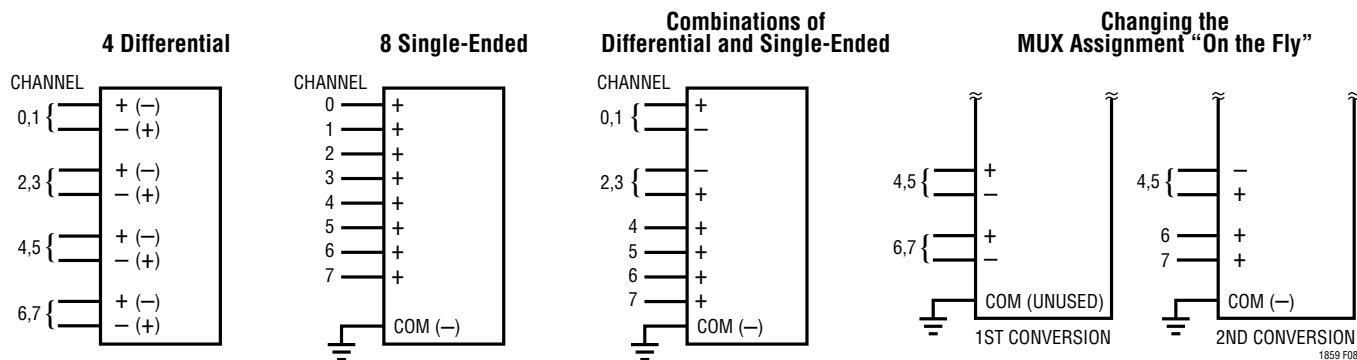 4 Differential
CHANNEL
0,1 { + (–)
– (+)
2,3 { + (–)
– (+)
4,5 { + (–)
– (+)
6,7 { + (–)
– (+)
8 Single-Ended
CHANNEL
0 +
1 +
2 +
3 +
4 +
5 +
6 +
7 +
COM (–)
Combinations of
Differential and Single-Ended
0,1 { +
–
2,3 { –
+
4 +
5 +
6 +
7 +
COM (–)
Changing the
MUX Assignment “On the Fly”
4,5 { +
–
6,7 { +
–
COM (UNUSED)
1ST CONVERSION
4,5 { –
+
6 +
7 +
COM (–)
2ND CONVERSION